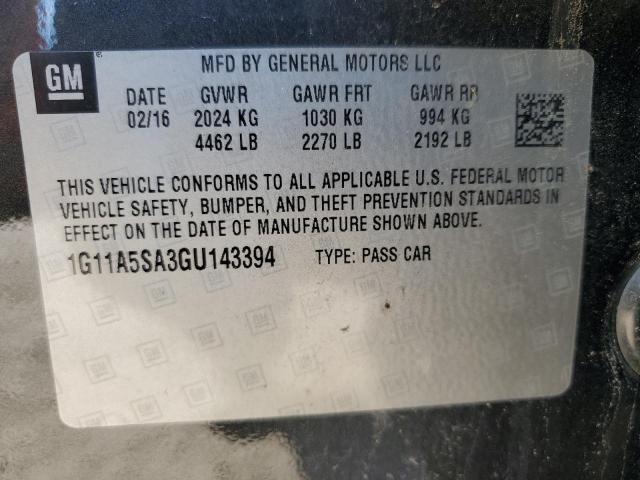 GM
MFD BY GENERAL MOTORS LLC
DATE GVWR GAWR FRT GAWR RR
02/16 2024 KG 1030 KG 994 KG
4462 LB 2270 LB 2192 LB
THIS VEHICLE CONFORMS TO ALL APPLICABLE U.S. FEDERAL MOTOR
VEHICLE SAFETY, BUMPER, AND THEFT PREVENTION STANDARDS IN
EFFECT ON THE DATE OF MANUFACTURE SHOWN ABOVE.
1G11A5SA3GU143394 TYPE: PASS CAR